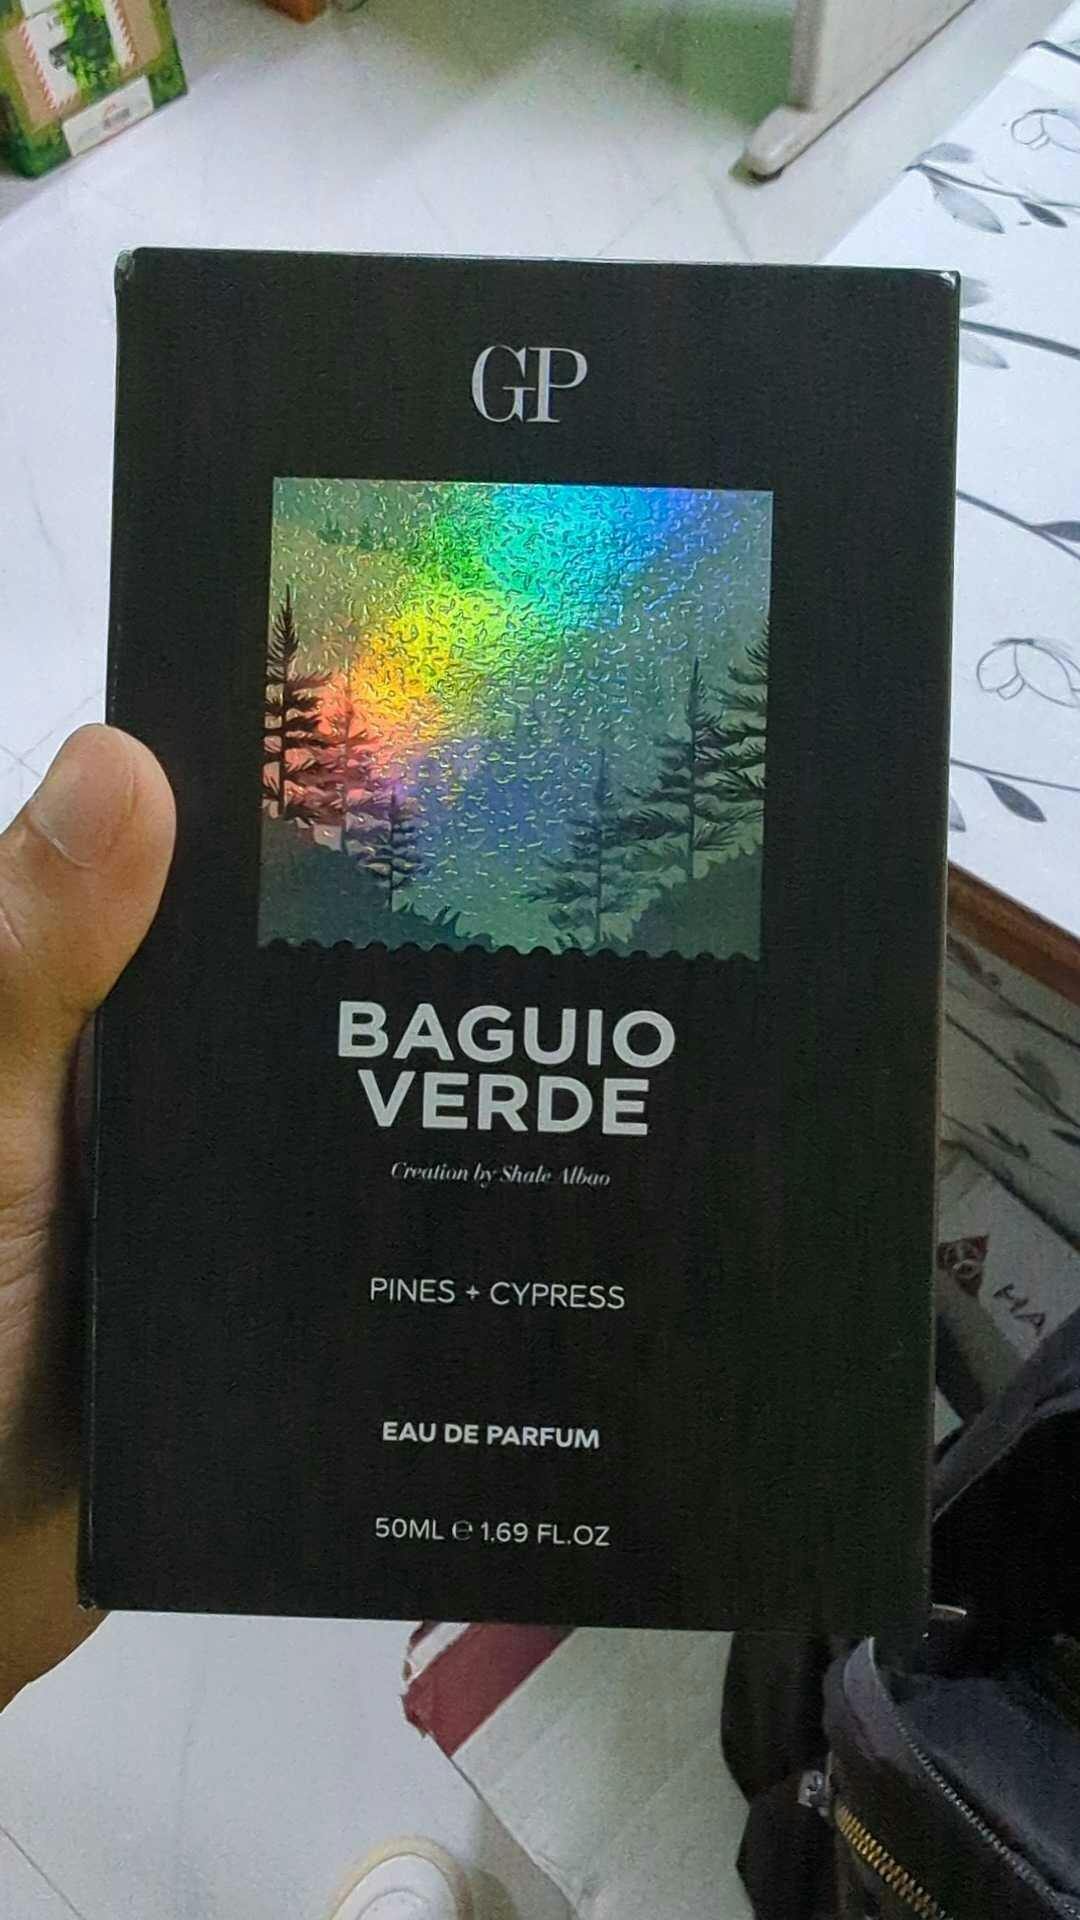 GP
BAGUIO
VERDE
Creation by Shale Albao
PINES + CYPRESS
EAU DE PARFUM
50ML ℮ 1.69 FL.OZ